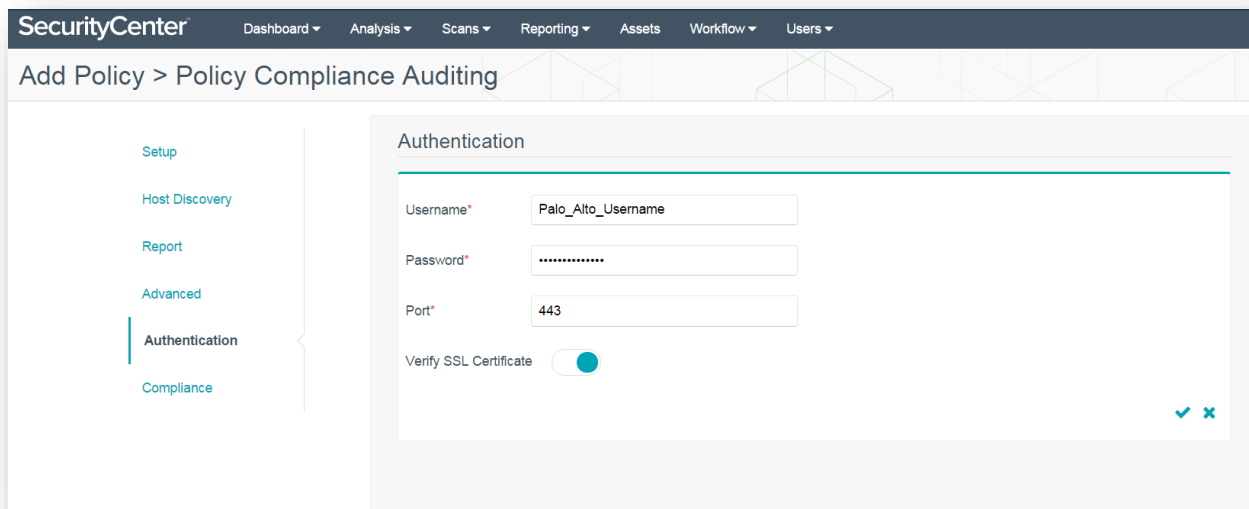 SecurityCenter Dashboard Analysis Scans Reporting Assets Workflow Users
Add Policy > Policy Compliance Auditing
Setup
Host Discovery
Report
Advanced
Authentication
Compliance
Authentication
Username* Palo_Alto_Username
Password* ••••••••••••••
Port* 443
Verify SSL Certificate